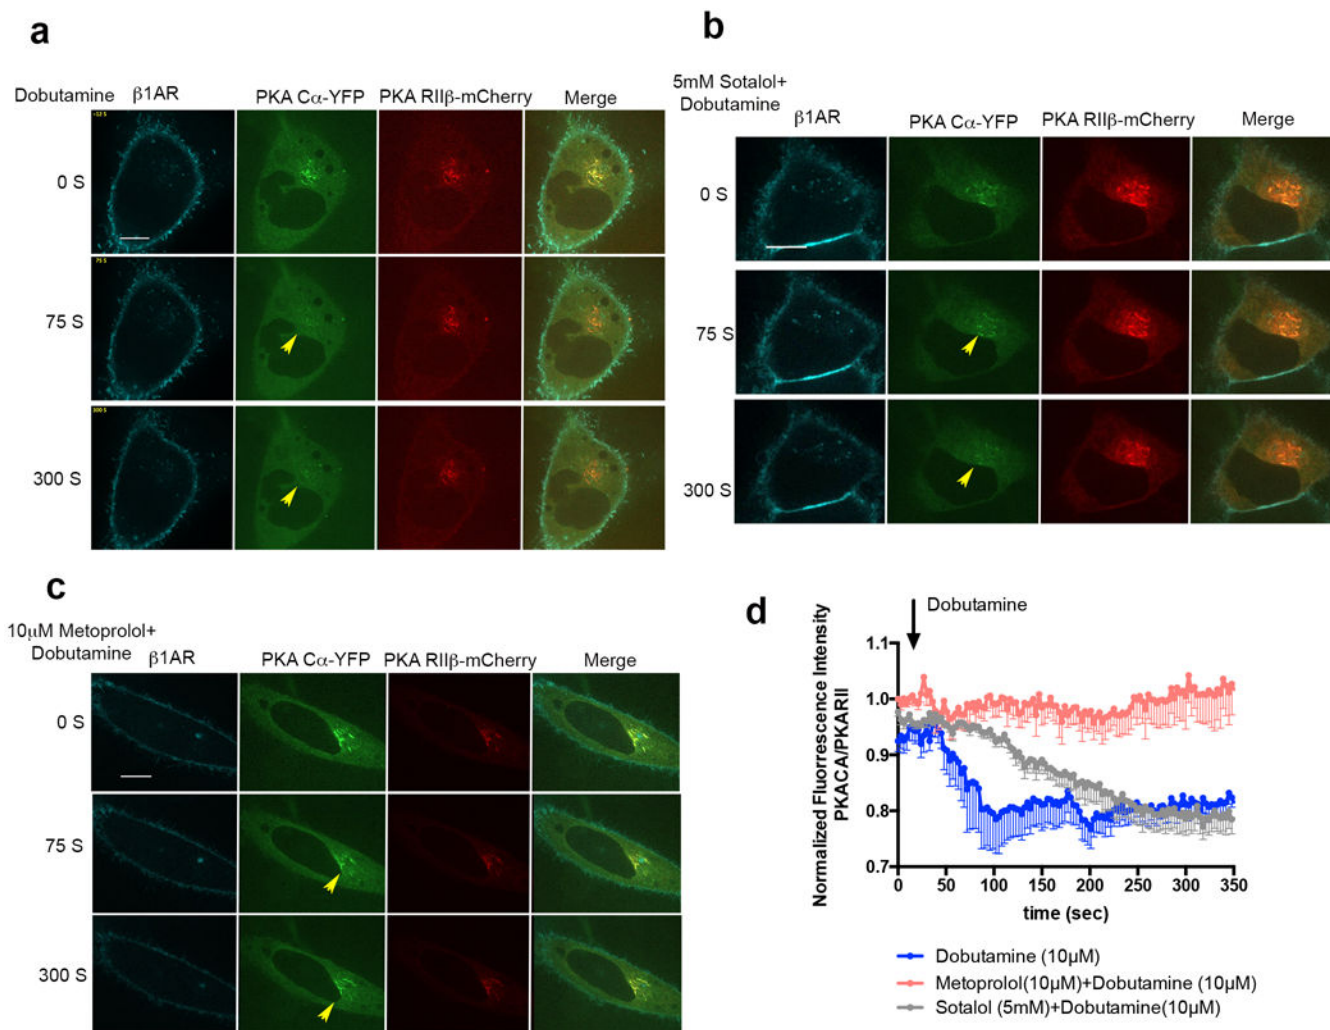 a
Dobutamine β1AR PKA Cα-YFP PKA RIIβ-mCherry Merge
<12 S
0 S
75 S
75 S
300 S
300 S
b
5mM Sotalol+
Dobutamine
β1AR PKA Cα-YFP PKA RIIβ-mCherry Merge
0 S
75 S
300 S
c
10μM Metoprolol+
Dobutamine β1AR PKA Cα-YFP PKA RIIβ-mCherry Merge
0 S
75 S
300 S
d
Dobutamine
Normalized Fluorescence Intensity
PKACA/PKARII
1.1
1.0
0.9
0.8
0.7
0 50 100 150 200 250 300 350
time (sec)
Dobutamine (10μM)
Metoprolol(10μM)+Dobutamine (10μM)
Sotalol (5mM)+Dobutamine(10μM)